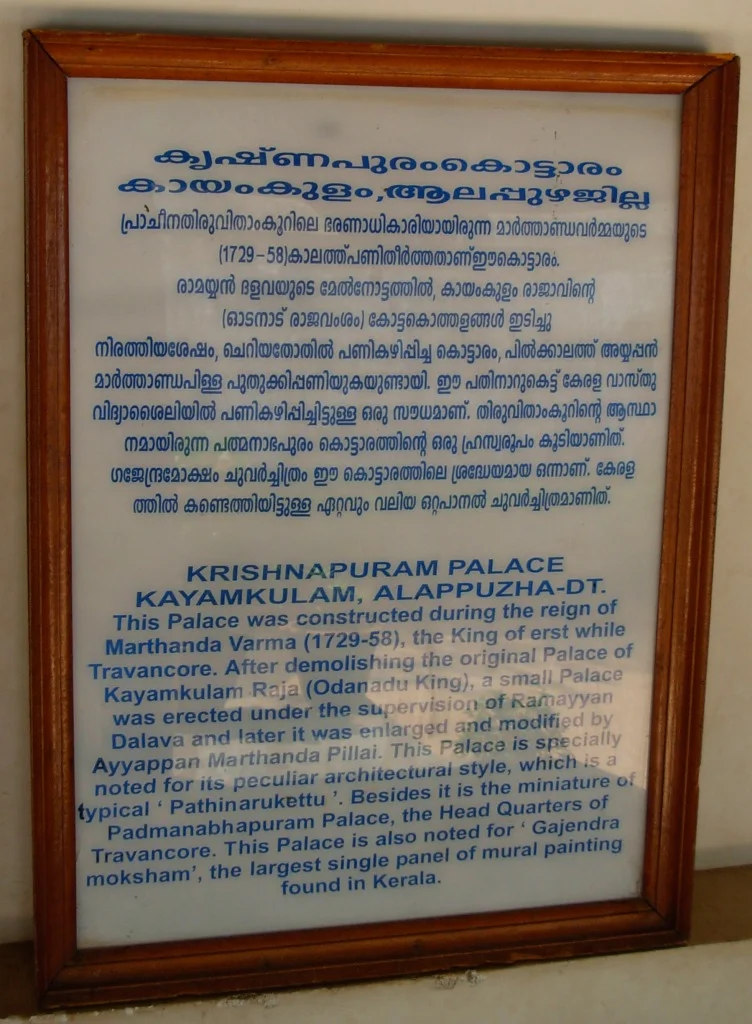 കൃഷ്ണപുരംകൊട്ടാരം
കായംകുളം,ആലപ്പുഴജില്ല
പ്രാചീനതിരുവിതാംകൂറിലെ ഭരണാധികാരിയായിരുന്ന മാർത്താണ്ഡവർമ്മയുടെ
(1729-58)കാലത്ത്പണിതീർത്തതാണ്ഈകൊട്ടാരം.
രാമയ്യൻ ദളവയുടെ മേൽനോട്ടത്തിൽ, കായംകുളം രാജാവിന്റെ
(ഓടനാട് രാജവംശം) കോട്ടകൊത്തളങ്ങൾ ഇടിച്ചു
നിരത്തിയശേഷം, ചെറിയതോതിൽ പണികഴിപ്പിച്ച കൊട്ടാരം, പിൽക്കാലത്ത് അയ്യപ്പൻ
മാർത്താണ്ഡപിള്ള പുതുക്കിപ്പണിയുകയുണ്ടായി. ഈ പതിനാറുകെട്ട് കേരള വാസ്തു
വിദ്യാശൈലിയിൽ പണികഴിപ്പിച്ചിട്ടുള്ള ഒരു സൗധമാണ്. തിരുവിതാംകൂറിന്റെ ആസ്ഥാ
നമായിരുന്ന പത്മനാഭപുരം കൊട്ടാരത്തിന്റെ ഒരു ഹ്രസ്വരൂപം കൂടിയാണിത്.
ഗജേന്ദ്രമോക്ഷം ചുവർച്ചിത്രം ഈ കൊട്ടാരത്തിലെ ശ്രദ്ധേയമായ ഒന്നാണ്. കേരള
ത്തിൽ കണ്ടെത്തിയിട്ടുള്ള ഏറ്റവും വലിയ ഒറ്റപാനൽ ചുവർച്ചിത്രമാണിത്.
KRISHNAPURAM PALACE
KAYAMKULAM, ALAPPUZHA-DT.
This Palace was constructed during the reign of
Marthanda Varma (1729-58), the King of erst while
Travancore. After demolishing the original Palace of
Kayamkulam Raja (Odanadu King), a small Palace
was erected under the supervision of Ramayyan
Dalava and later it was enlarged and modified by
Ayyappan Marthanda Pillai. This Palace is specially
noted for its peculiar architectural style, which is a
typical ' Pathinarukettu '. Besides it is the miniature of
Padmanabhapuram Palace, the Head Quarters of
Travancore. This Palace is also noted for ' Gajendra
moksham', the largest single panel of mural painting
found in Kerala.